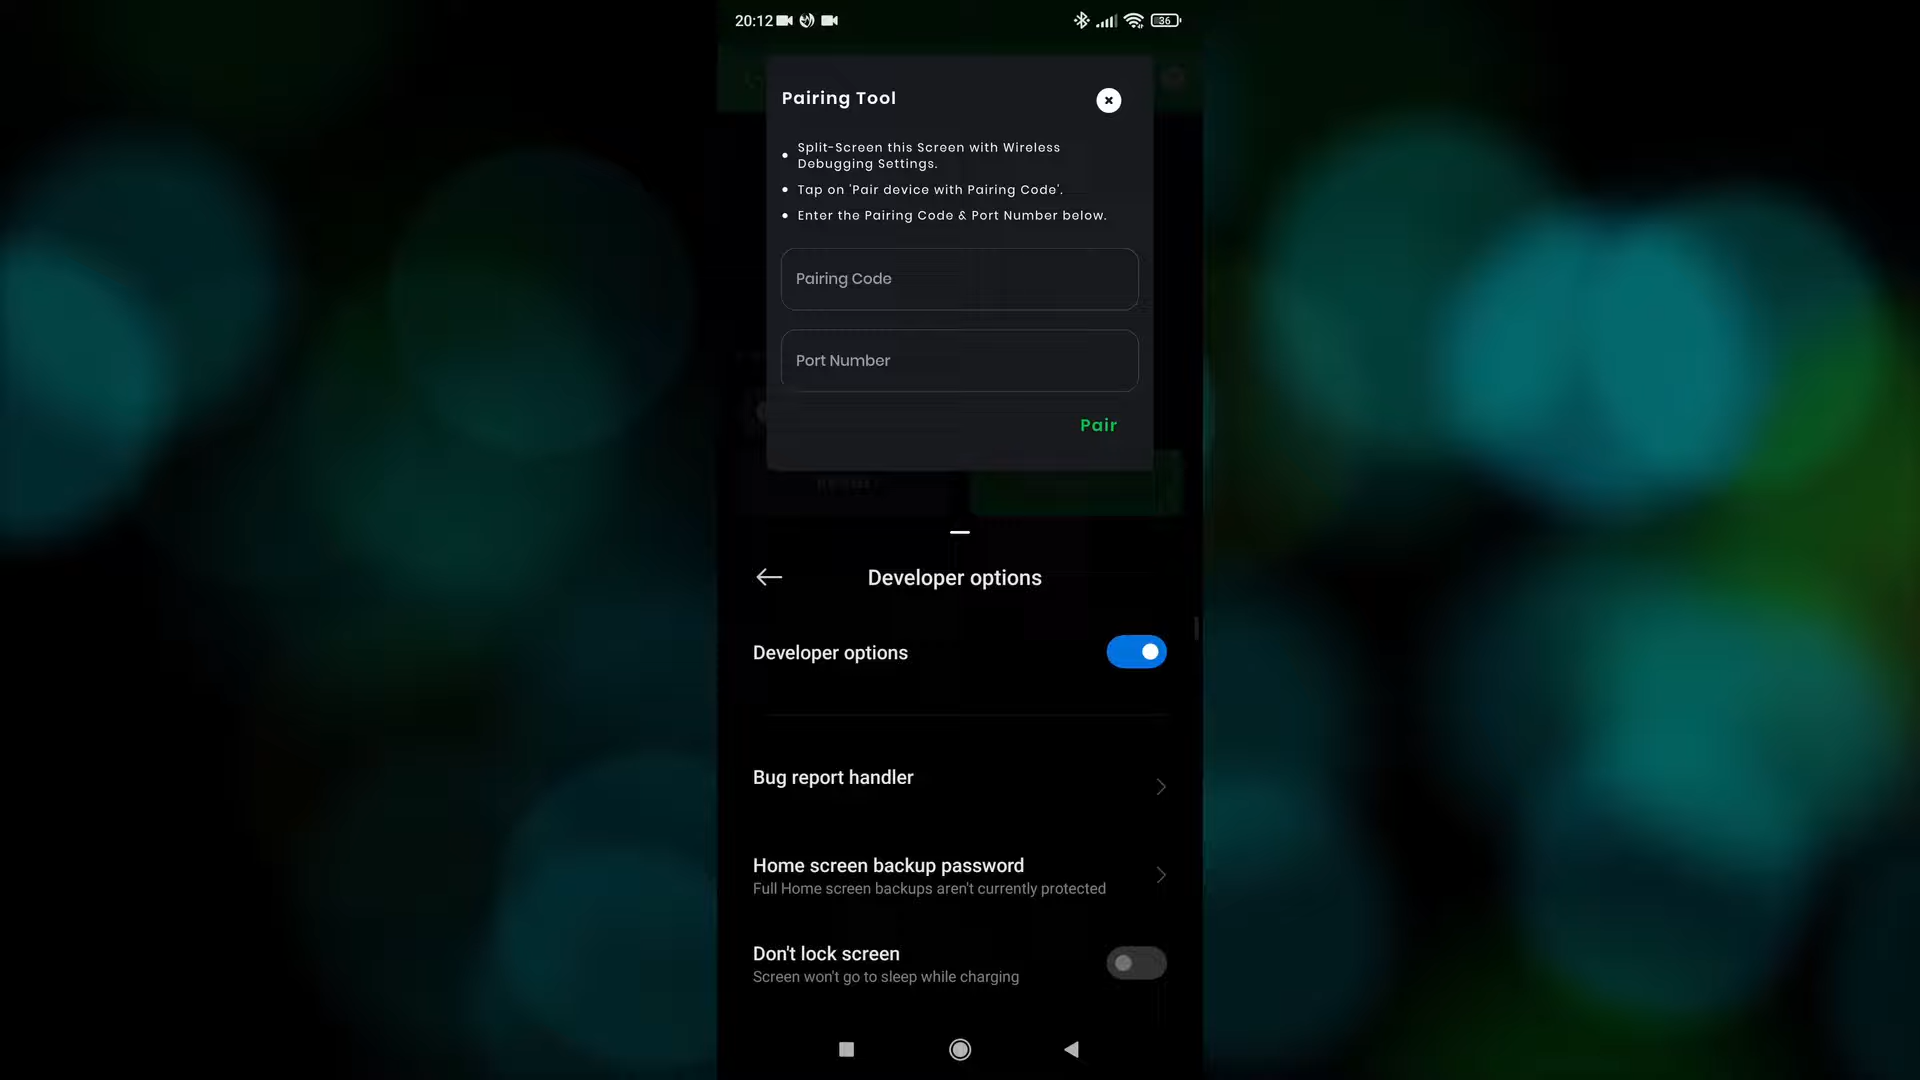 20:12
36
Pairing Tool
Split-Screen this Screen with Wireless
Debugging Settings.
Tap on 'Pair device with Pairing Code'.
Enter the Pairing Code & Port Number below.
Pairing Code
Port Number
Pair
Developer options
Developer options
Bug report handler
Home screen backup password
Full Home screen backups aren't currently protected
Don't lock screen
Screen won't go to sleep while charging